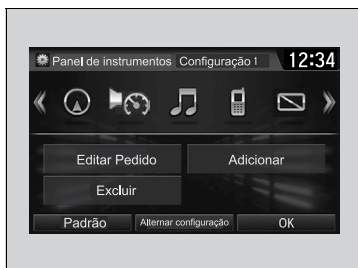 Panel de instrumentos Configuração 1 12:34
Editar Pedido Adicionar
Excluir
Padrão Alternar configuração OK